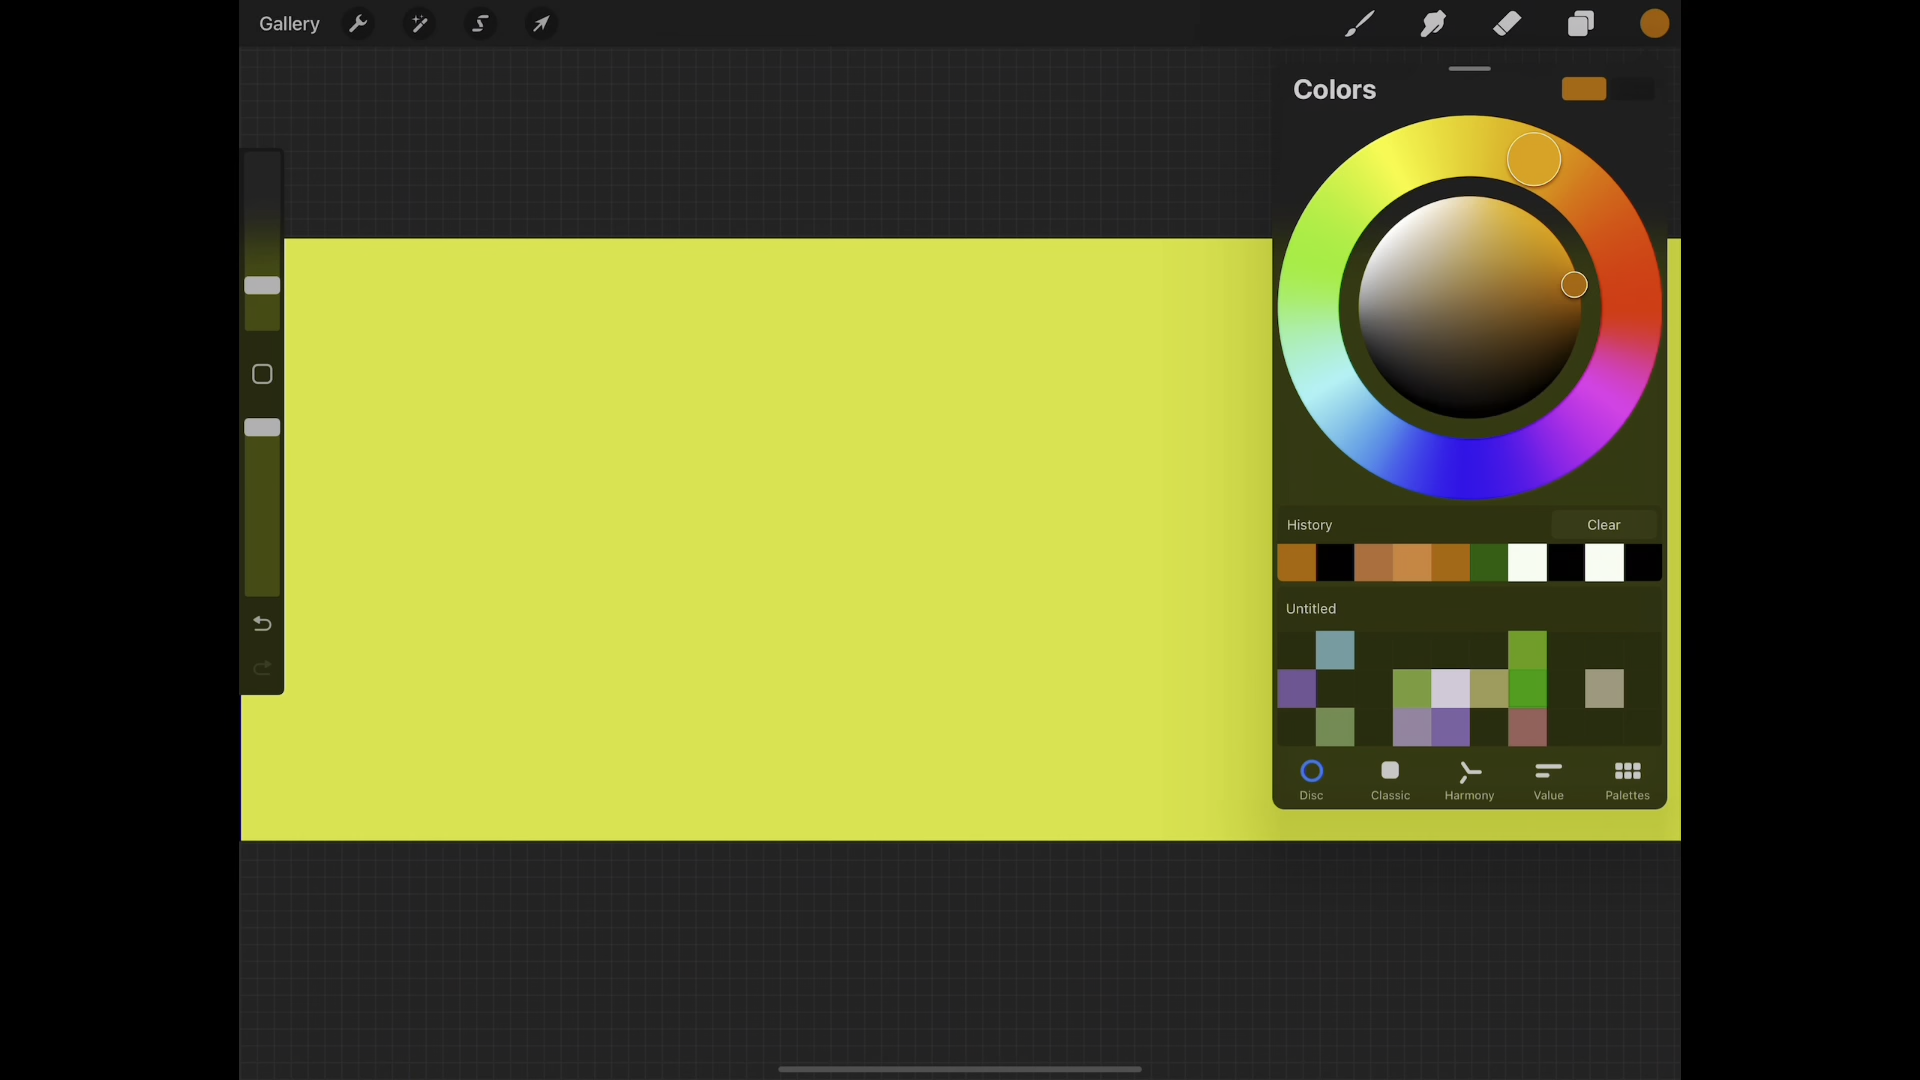 Gallery
Colors
History
Clear
Untitled
Disc
Classic
Harmony
Value
Palettes